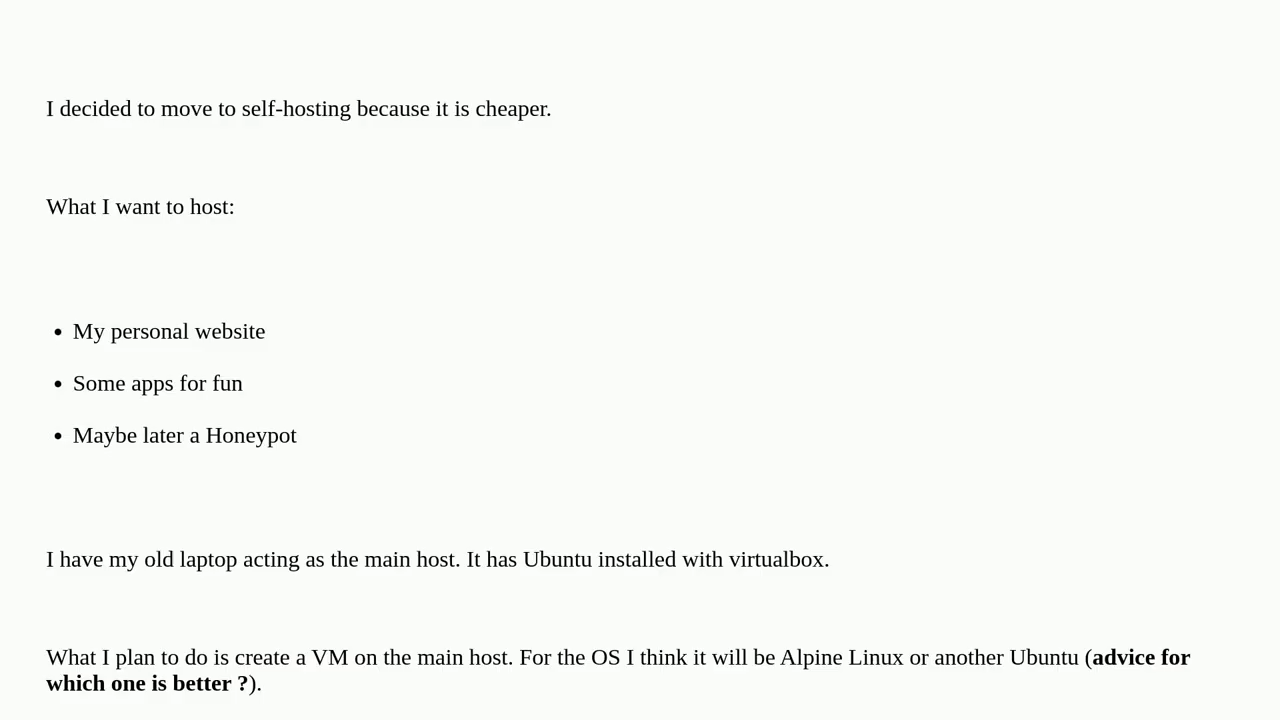 I decided to move to self-hosting because it is cheaper.
What I want to host:
• My personal website
• Some apps for fun
• Maybe later a Honeypot
I have my old laptop acting as the main host. It has Ubuntu installed with virtualbox.
What I plan to do is create a VM on the main host. For the OS I think it will be Alpine Linux or another Ubuntu (advice for
which one is better ?).